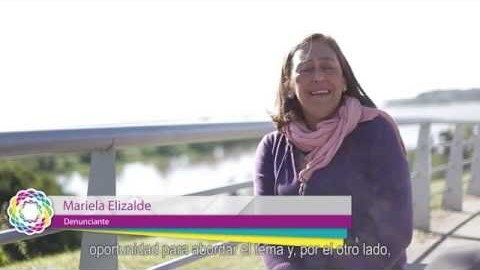 Mariela Elizalde
Denunciante
oportunidad para abordar el tema y, por el otro lado,